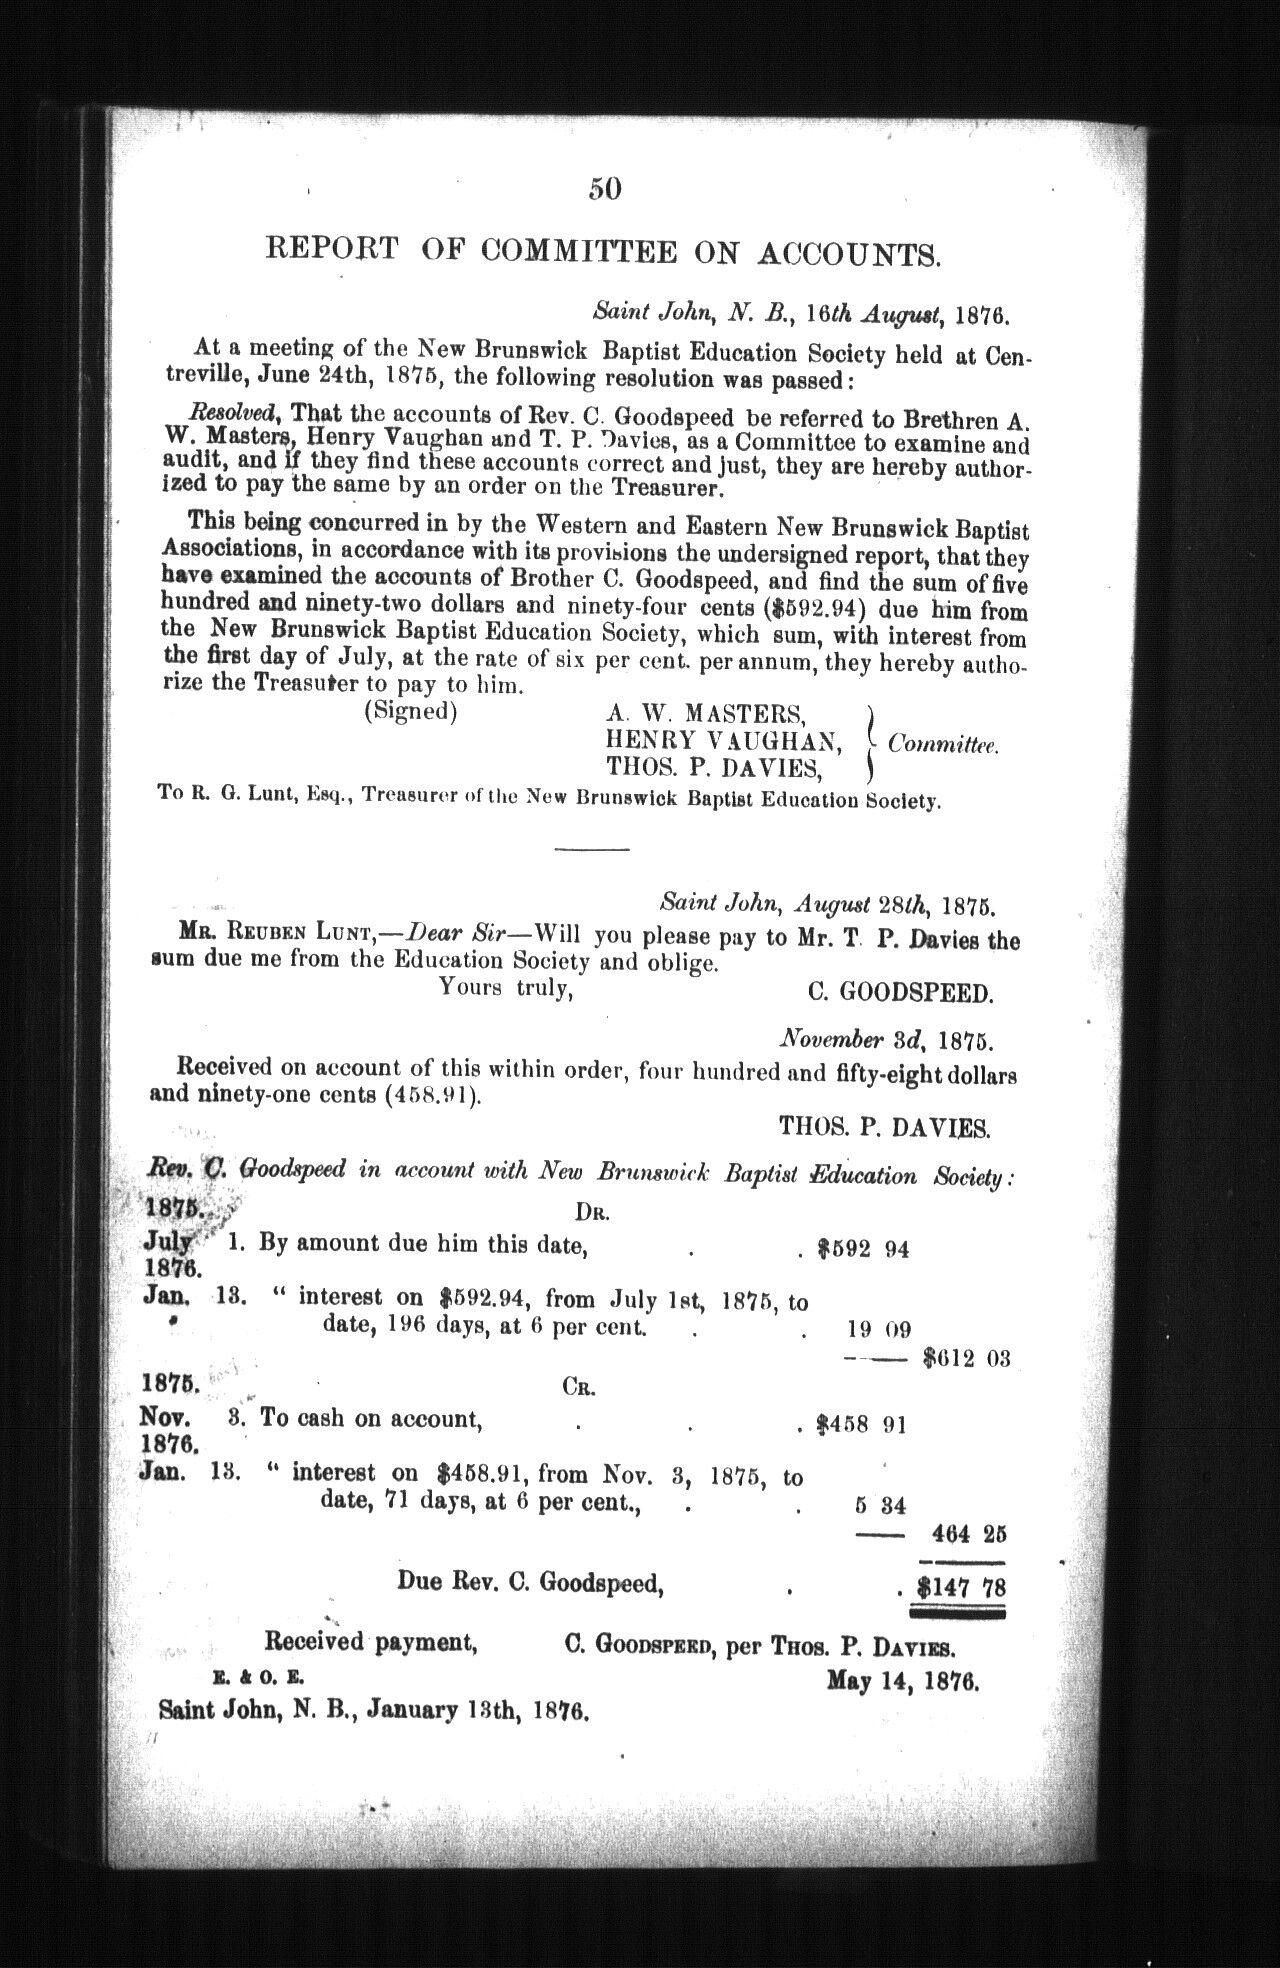 50
REPORT OF COMMITTEE ON ACCOUNTS.
Saint John, N. B., 16th August, 1876.
At a meeting of the New Brunswick Baptist Education Society held at Cen-
treville, June 24th, 1875, the following resolution was passed:
Resolved, That the accounts of Rev. C. Goodspeed be referred to Brethren A.
W. Masters, Henry Vaughan and T. P. Davies, as a Committee to examine and
audit, and if they find these accounts correct and just, they are hereby author-
ized to pay the same by an order on the Treasurer.
This being concurred in by the Western and Eastern New Brunswick Baptist
Associations, in accordance with its provisions the undersigned report, that they
have examined the accounts of Brother C. Goodspeed, and find the sum of five
hundred and ninety-two dollars and ninety-four cents ($592.94) due him from
the New Brunswick Baptist Education Society, which sum, with interest from
the first day of July, at the rate of six per cent. per annum, they hereby autho-
rize the Treasurer to pay to him.
(Signed) A. W. MASTERS,
HENRY VAUGHAN, } Committee.
THOS. P. DAVIES,
To R. G. Lunt, Esq., Treasurer of the New Brunswick Baptist Education Society.
Saint John, August 28th, 1875.
MR. REUBEN LUNT,—Dear Sir—Will you please pay to Mr. T. P. Davies the
sum due me from the Education Society and oblige.
Yours truly, C. GOODSPEED.
November 3d, 1875.
Received on account of this within order, four hundred and fifty-eight dollars
and ninety-one cents (458.91).
THOS. P. DAVIES.
Rev. C. Goodspeed in account with New Brunswick Baptist Education Society:
1875. DR.
July 1. By amount due him this date, . . $592 94
1876.
Jan. 13. " interest on $592.94, from July 1st, 1875, to
date, 196 days, at 6 per cent. . . 19 09
$612 03
1875. CR.
Nov. 3. To cash on account, . . . $458 91
1876.
Jan. 13. " interest on $458.91, from Nov. 3, 1875, to
date, 71 days, at 6 per cent., . . 5 34
464 25
Due Rev. C. Goodspeed, . . $147 78
Received payment, C. GOODSPEED, per THOS. P. DAVIES.
E. & O. E. May 14, 1876.
Saint John, N. B., January 13th, 1876.